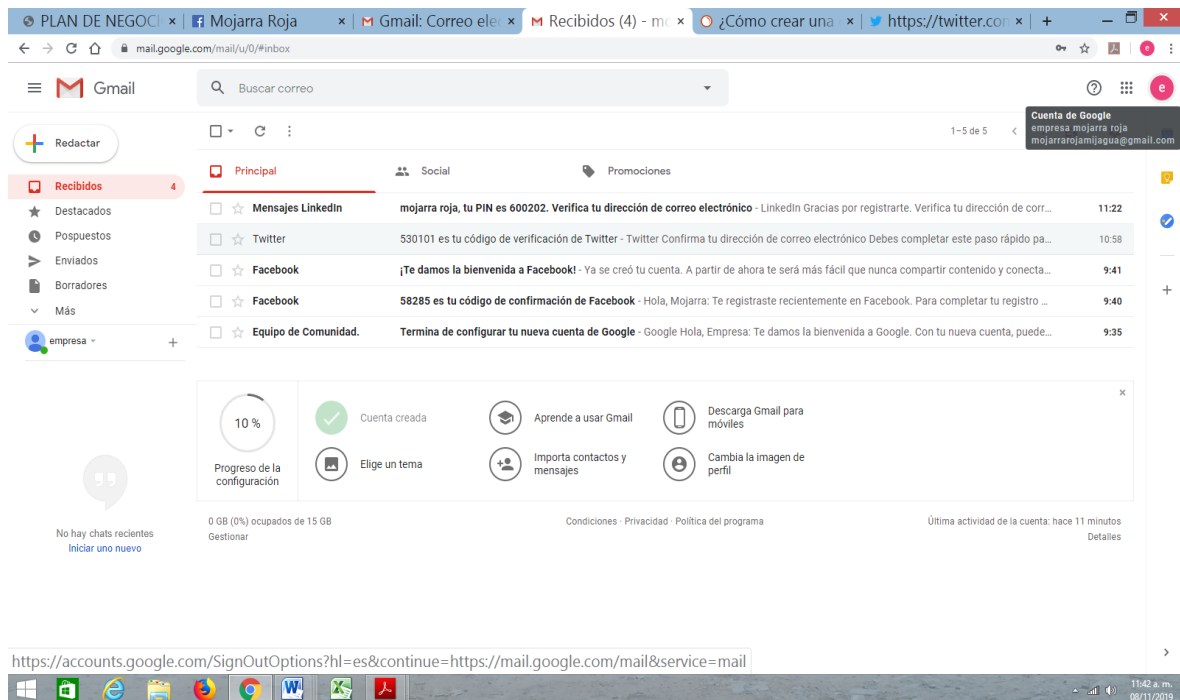 PLAN DE NEGOCI
Mojarra Roja
Gmail: Correo elec
Recibidos (4) - mo
¿Cómo crear una
https://twitter.con
mail.google.com/mail/u/0/#inbox
Gmail
Buscar correo
Cuenta de Google
empresa mojarra roja
mojarrarojamijagua@gmail.com
Redactar
1–5 de 5
Principal
Social
Promociones
Recibidos 4
Destacados
Pospuestos
Enviados
Borradores
Más
empresa
Mensajes LinkedIn mojarra roja, tu PIN es 600202. Verifica tu dirección de correo electrónico - LinkedIn Gracias por registrarte. Verifica tu dirección de corr... 11:22
Twitter 530101 es tu código de verificación de Twitter - Twitter Confirma tu dirección de correo electrónico Debes completar este paso rápido pa... 10:58
Facebook ¡Te damos la bienvenida a Facebook! - Ya se creó tu cuenta. A partir de ahora te será más fácil que nunca compartir contenido y conecta... 9:41
Facebook 58285 es tu código de confirmación de Facebook - Hola, Mojarra: Te registraste recientemente en Facebook. Para completar tu registro ... 9:40
Equipo de Comunidad. Termina de configurar tu nueva cuenta de Google - Google Hola, Empresa: Te damos la bienvenida a Google. Con tu nueva cuenta, puede... 9:35
10 %
Progreso de la
configuración
Cuenta creada
Aprende a usar Gmail
Descarga Gmail para
móviles
Elige un tema
Importa contactos y
mensajes
Cambia la imagen de
perfil
0 GB (0%) ocupados de 15 GB
Gestionar
Condiciones · Privacidad · Política del programa
Última actividad de la cuenta: hace 11 minutos
Detalles
No hay chats recientes
Iniciar uno nuevo
https://accounts.google.com/SignOutOptions?hl=es&continue=https://mail.google.com/mail&service=mail
11:42 a. m.
08/11/2019